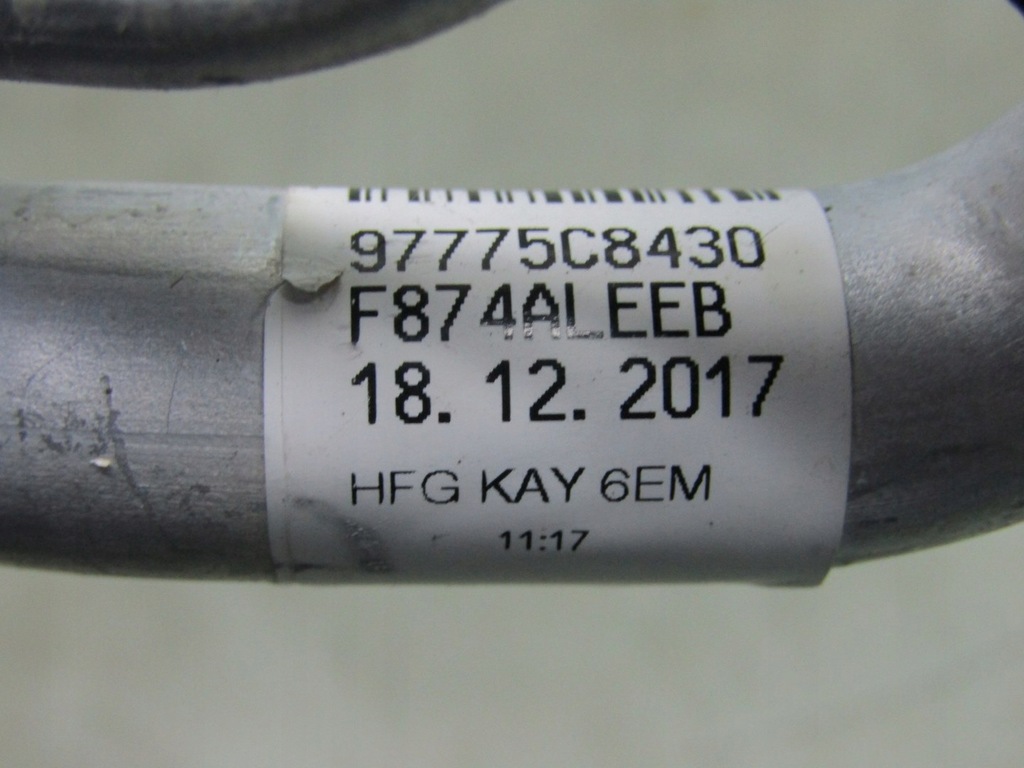 97775C8430
F874ALEEB
18. 12. 2017
HFG KAY 6EM
11:17